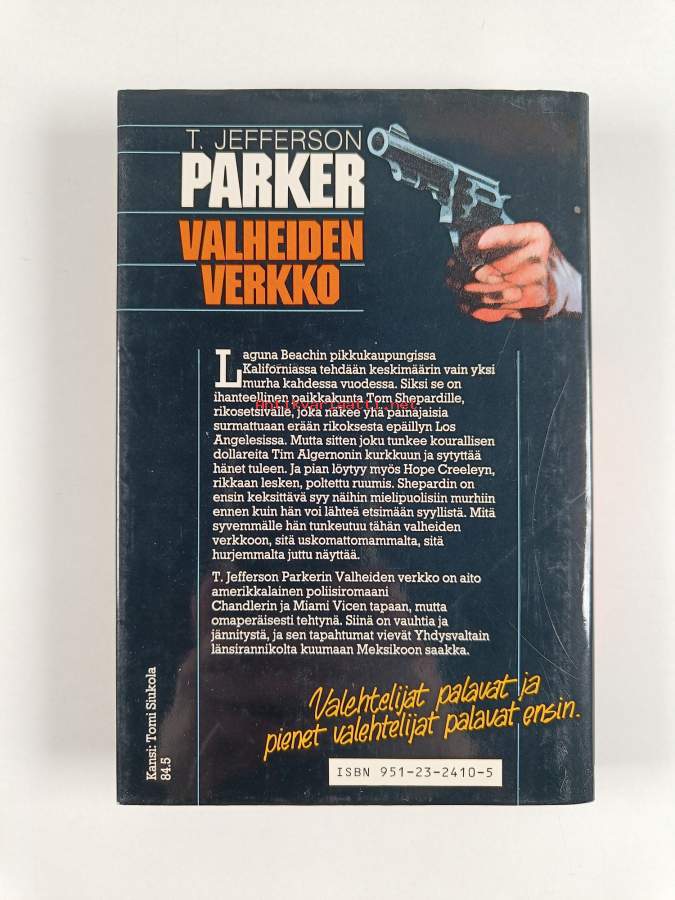 T. JEFFERSON
PARKER
VALHEIDEN
VERKKO
Laguna Beachin pikkukaupungissa
Kaliforniassa tehdään keskimäärin vain yksi
murha kahdessa vuodessa. Siksi se on
ihanteellinen paikkakunta Tom Shepardille,
antikvariaatti.net
rikosetsivälle, joka näkee yhä painajaisia
surmattuaan erään rikoksesta epäillyn Los
Angelesissa. Mutta sitten joku tunkee kourallisen
dollareita Tim Algernonin kurkkuun ja sytyttää
hänet tuleen. Ja pian löytyy myös Hope Creeleyn,
rikkaan lesken, poltettu ruumis. Shepardin on
ensin keksittävä syy näihin mielipuolisiin murhiin
ennen kuin hän voi lähteä etsimään syyllistä. Mitä
syvemmälle hän tunkeutuu tähän valheiden
verkkoon, sitä uskomattomammalta, sitä
hurjemmalta juttu näyttää.
T. Jefferson Parkerin Valheiden verkko on aito
amerikkalainen poliisiromaani
Chandlerin ja Miami Vicen tapaan, mutta
omaperäisesti tehtynä. Siinä on vauhtia ja
jännitystä, ja sen tapahtumat vievät Yhdysvaltain
länsirannikolta kuumaan Meksikoon saakka.
Valehtelijat palavat ja
pienet valehtelijat palavat ensin.
Kansi: Tomi Siukola
84.5
ISBN 951-23-2410-5